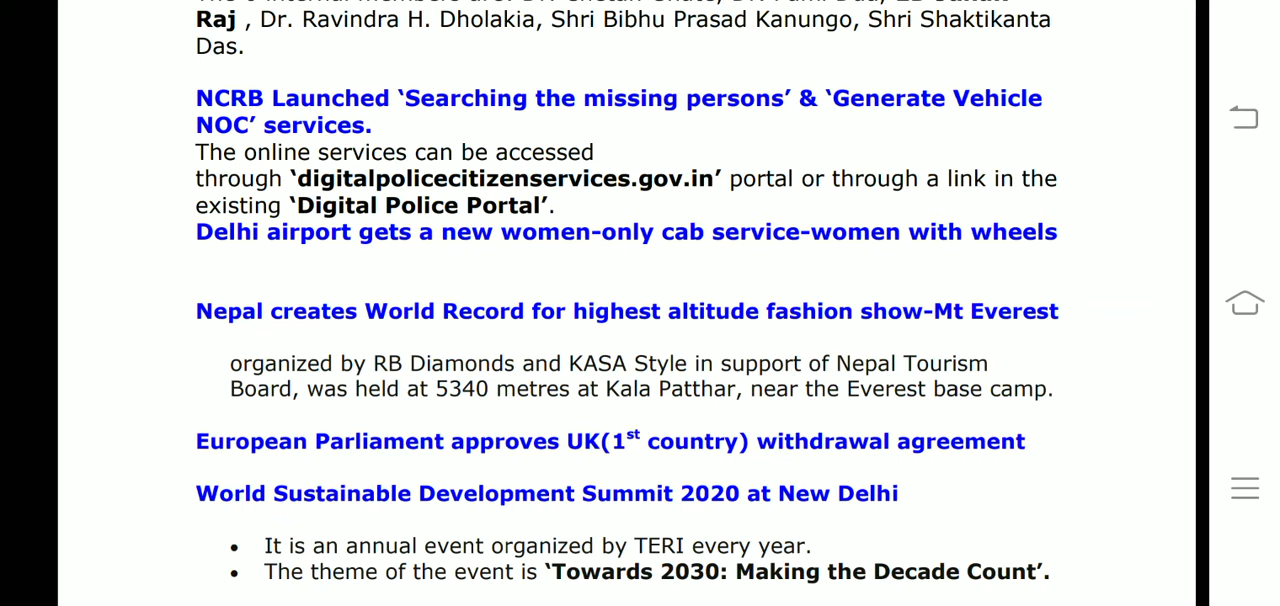 Raj , Dr. Ravindra H. Dholakia, Shri Bibhu Prasad Kanungo, Shri Shaktikanta
Das.
NCRB Launched ‘Searching the missing persons’ & ‘Generate Vehicle
NOC’ services.
The online services can be accessed
through ‘digitalpolicecitizenservices.gov.in’ portal or through a link in the
existing ‘Digital Police Portal’.
Delhi airport gets a new women-only cab service-women with wheels
Nepal creates World Record for highest altitude fashion show-Mt Everest
organized by RB Diamonds and KASA Style in support of Nepal Tourism
Board, was held at 5340 metres at Kala Patthar, near the Everest base camp.
European Parliament approves UK(1st country) withdrawal agreement
World Sustainable Development Summit 2020 at New Delhi
• It is an annual event organized by TERI every year.
• The theme of the event is ‘Towards 2030: Making the Decade Count’.